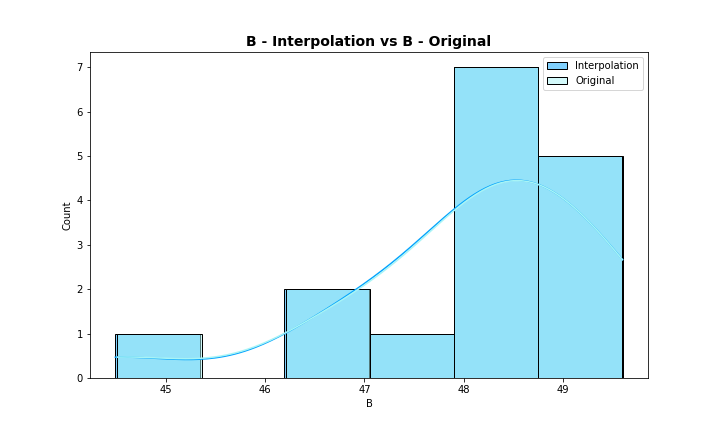 B - Interpolation vs B - Original
Interpolation
Original
7
6
5
4
3
2
1
0
Count
45 46 47 48 49
B